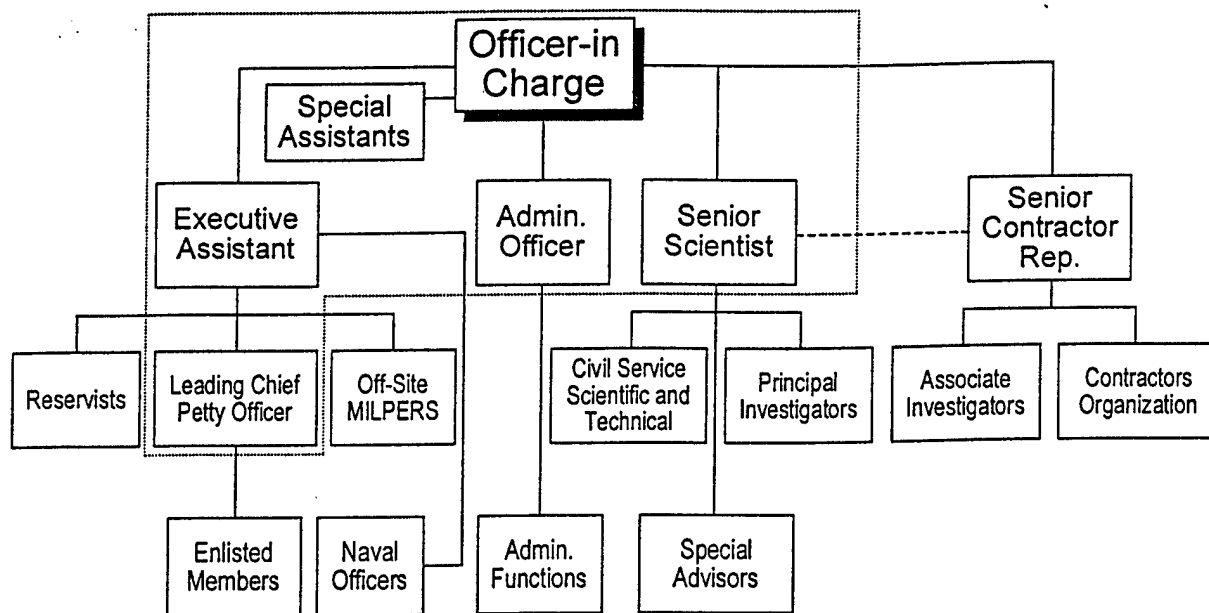 Officer-in
Charge
Special
Assistants
Executive
Assistant
Admin.
Officer
Senior
Scientist
Senior
Contractor
Rep.
Reservists
Leading Chief
Petty Officer
Off-Site
MILPERS
Civil Service
Scientific and
Technical
Principal
Investigators
Associate
Investigators
Contractors
Organization
Enlisted
Members
Naval
Officers
Admin.
Functions
Special
Advisors